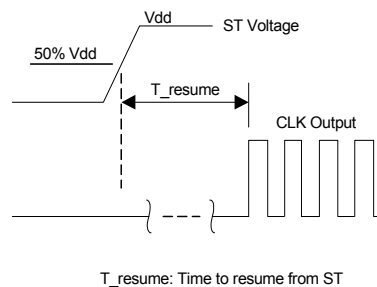 Vdd
ST Voltage
50% Vdd
T_resume
CLK Output
T_resume: Time to resume from ST